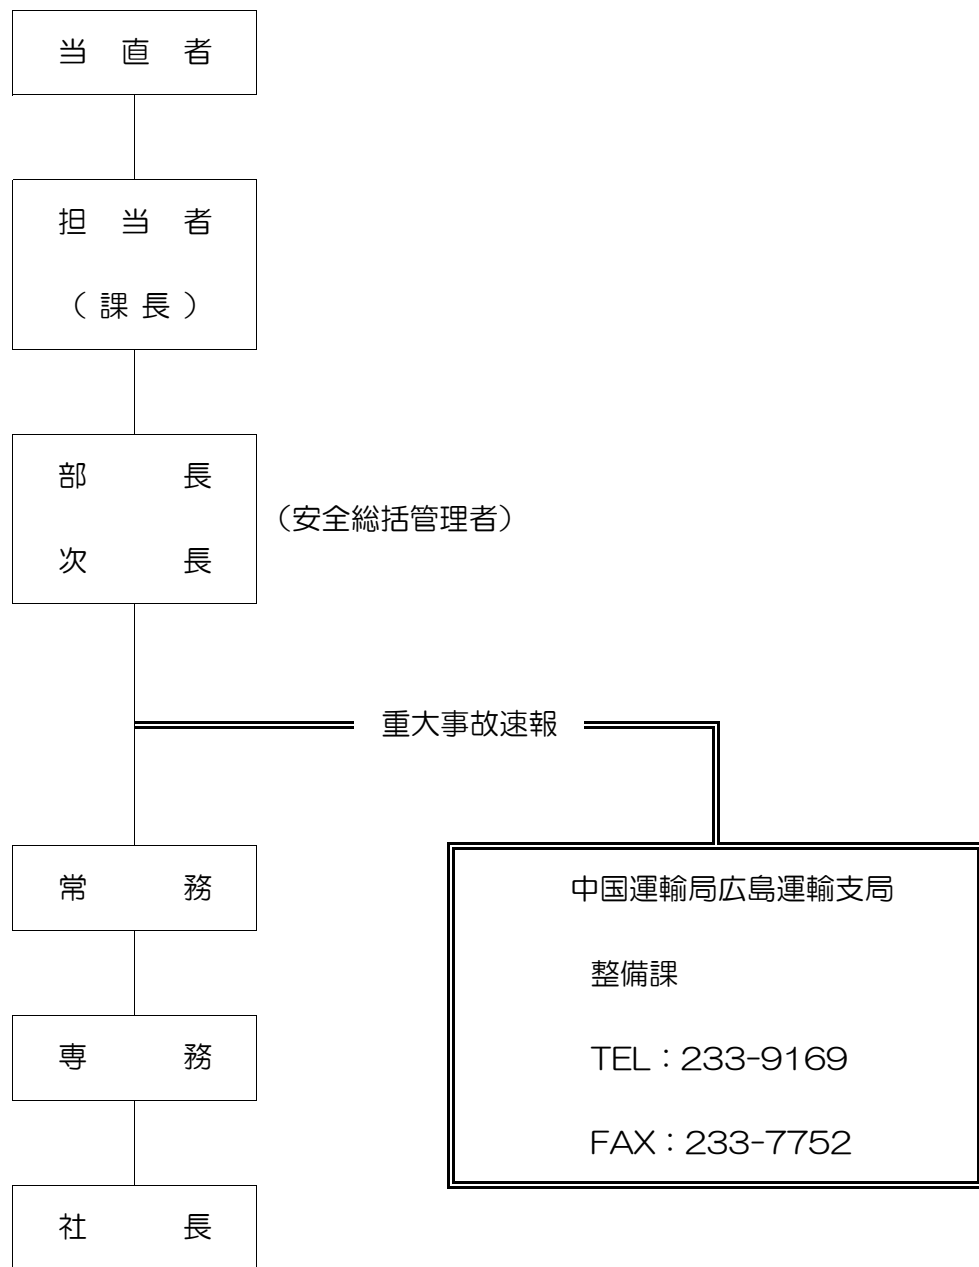 当直者
担当者
（課長）
部長
次長
（安全総括管理者）
重大事故速報
常務
専務
社長
中国運輸局広島運輸支局
整備課
TEL：233-9169
FAX：233-7752